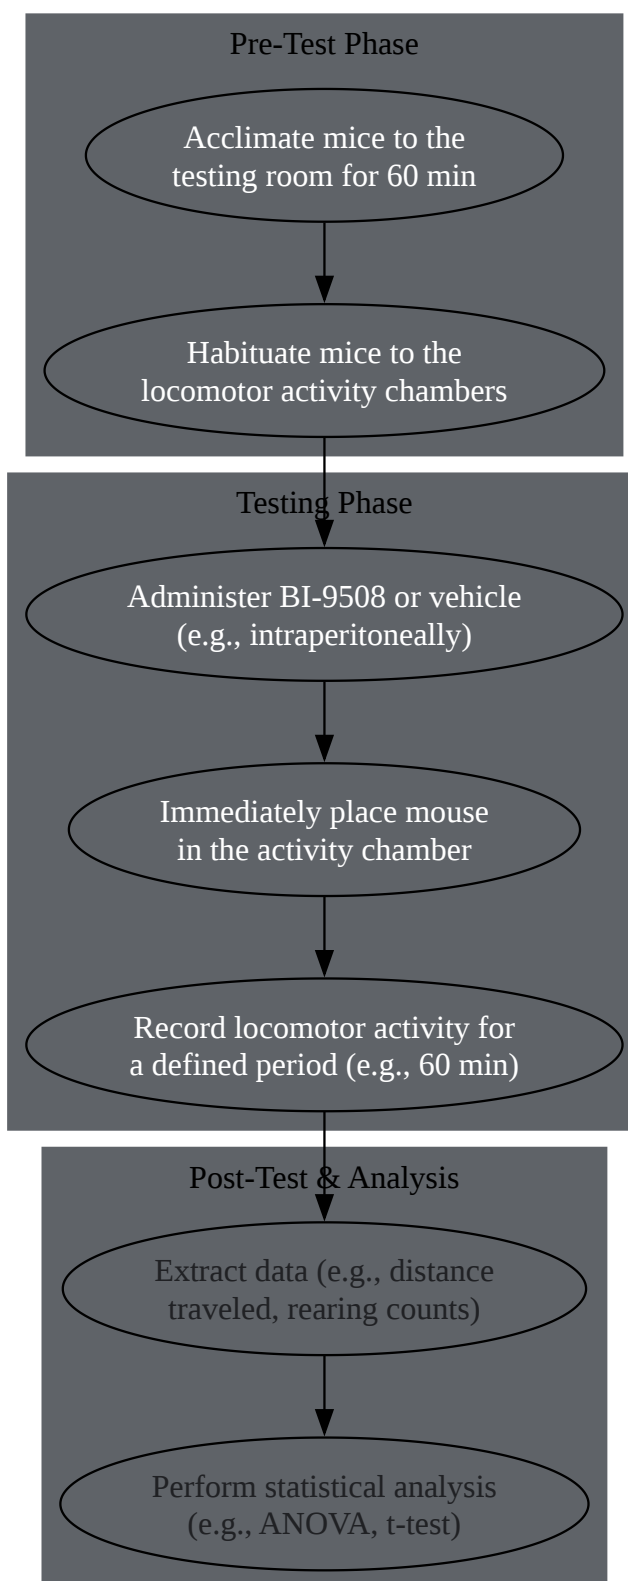 Pre-Test Phase
Acclimate mice to the
testing room for 60 min
Habituate mice to the
locomotor activity chambers
Testing Phase
Administer BI-9508 or vehicle
(e.g., intraperitoneally)
Immediately place mouse
in the activity chamber
Record locomotor activity for
a defined period (e.g., 60 min)
Post-Test & Analysis
Extract data (e.g., distance
traveled, rearing counts)
Perform statistical analysis
(e.g., ANOVA, t-test)